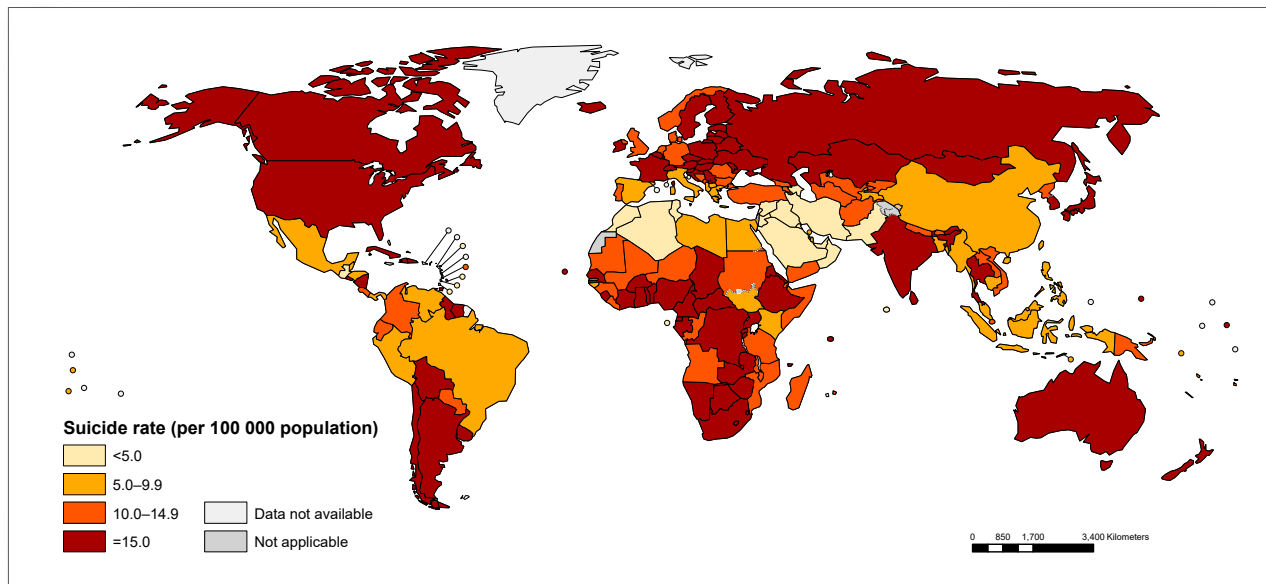 Suicide rate (per 100 000 population)
<5.0
5.0–9.9
10.0–14.9
=15.0
Data not available
Not applicable
0 850 1,700 3,400 Kilometers